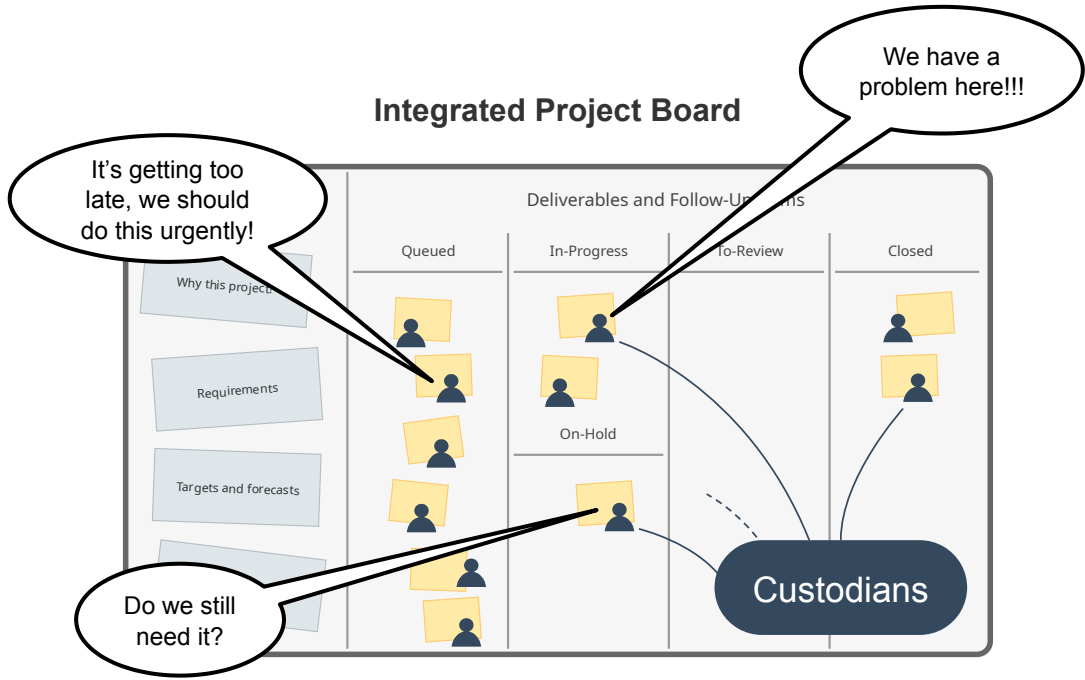 We have a
problem here!!!
Integrated Project Board
It's getting too
late, we should
do this urgently!
Deliverables and Follow-Up
Queued
In-Progress
To-Review
Closed
Why this project
Requirements
On-Hold
Targets and forecasts
Do we still
need it?
Custodians